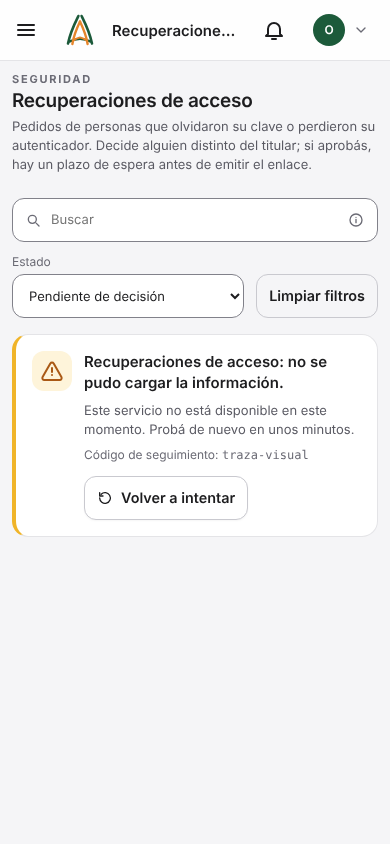 Recuperacione...
O
SEGURIDAD
Recuperaciones de acceso
Pedidos de personas que olvidaron su clave o perdieron su
autenticador. Decide alguien distinto del titular; si aprobás,
hay un plazo de espera antes de emitir el enlace.
Buscar
Estado
Pendiente de decisión
Limpiar filtros
Recuperaciones de acceso: no se
pudo cargar la información.
Este servicio no está disponible en este
momento. Probá de nuevo en unos minutos.
Código de seguimiento: traza-visual
Volver a intentar